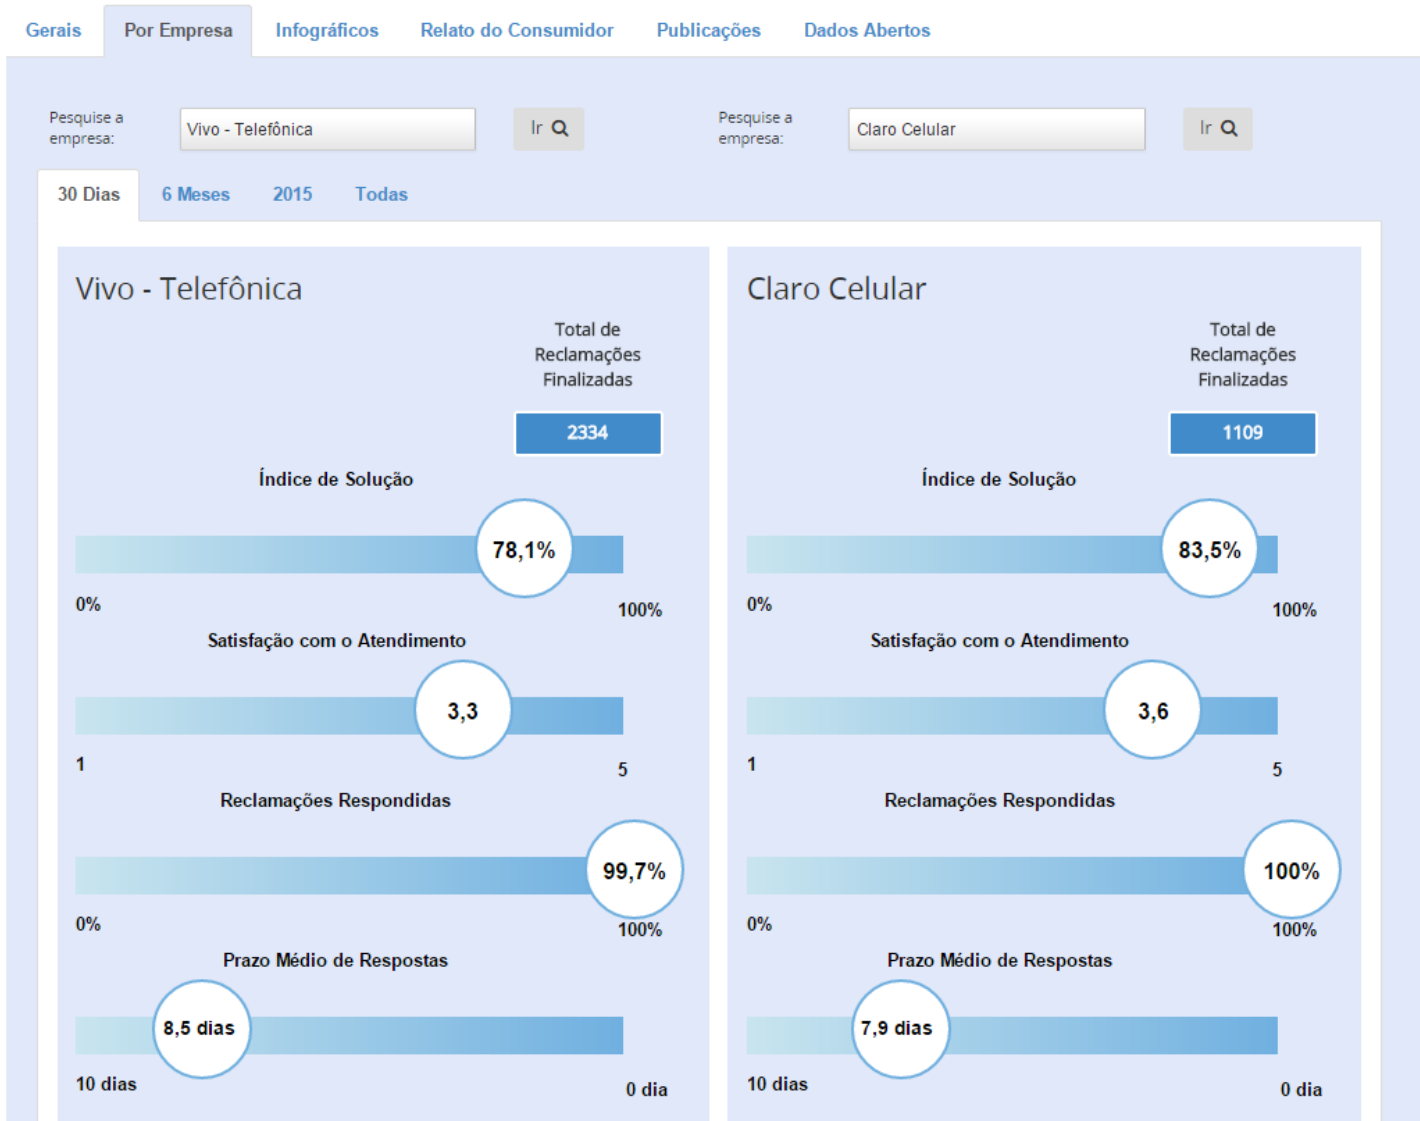 Gerais Por Empresa Infográficos Relato do Consumidor Publicações Dados Abertos
Pesquise a
empresa:
Vivo - Telefônica
Ir
Pesquise a
empresa:
Claro Celular
Ir
30 Dias 6 Meses 2015 Todas
Vivo - Telefônica
Total de
Reclamações
Finalizadas
2334
Índice de Solução
78,1%
0%
100%
Satisfação com o Atendimento
3,3
1
5
Reclamações Respondidas
99,7%
0%
100%
Prazo Médio de Respostas
8,5 dias
10 dias
0 dia
Claro Celular
Total de
Reclamações
Finalizadas
1109
Índice de Solução
83,5%
0%
100%
Satisfação com o Atendimento
3,6
1
5
Reclamações Respondidas
100%
0%
100%
Prazo Médio de Respostas
7,9 dias
10 dias
0 dia